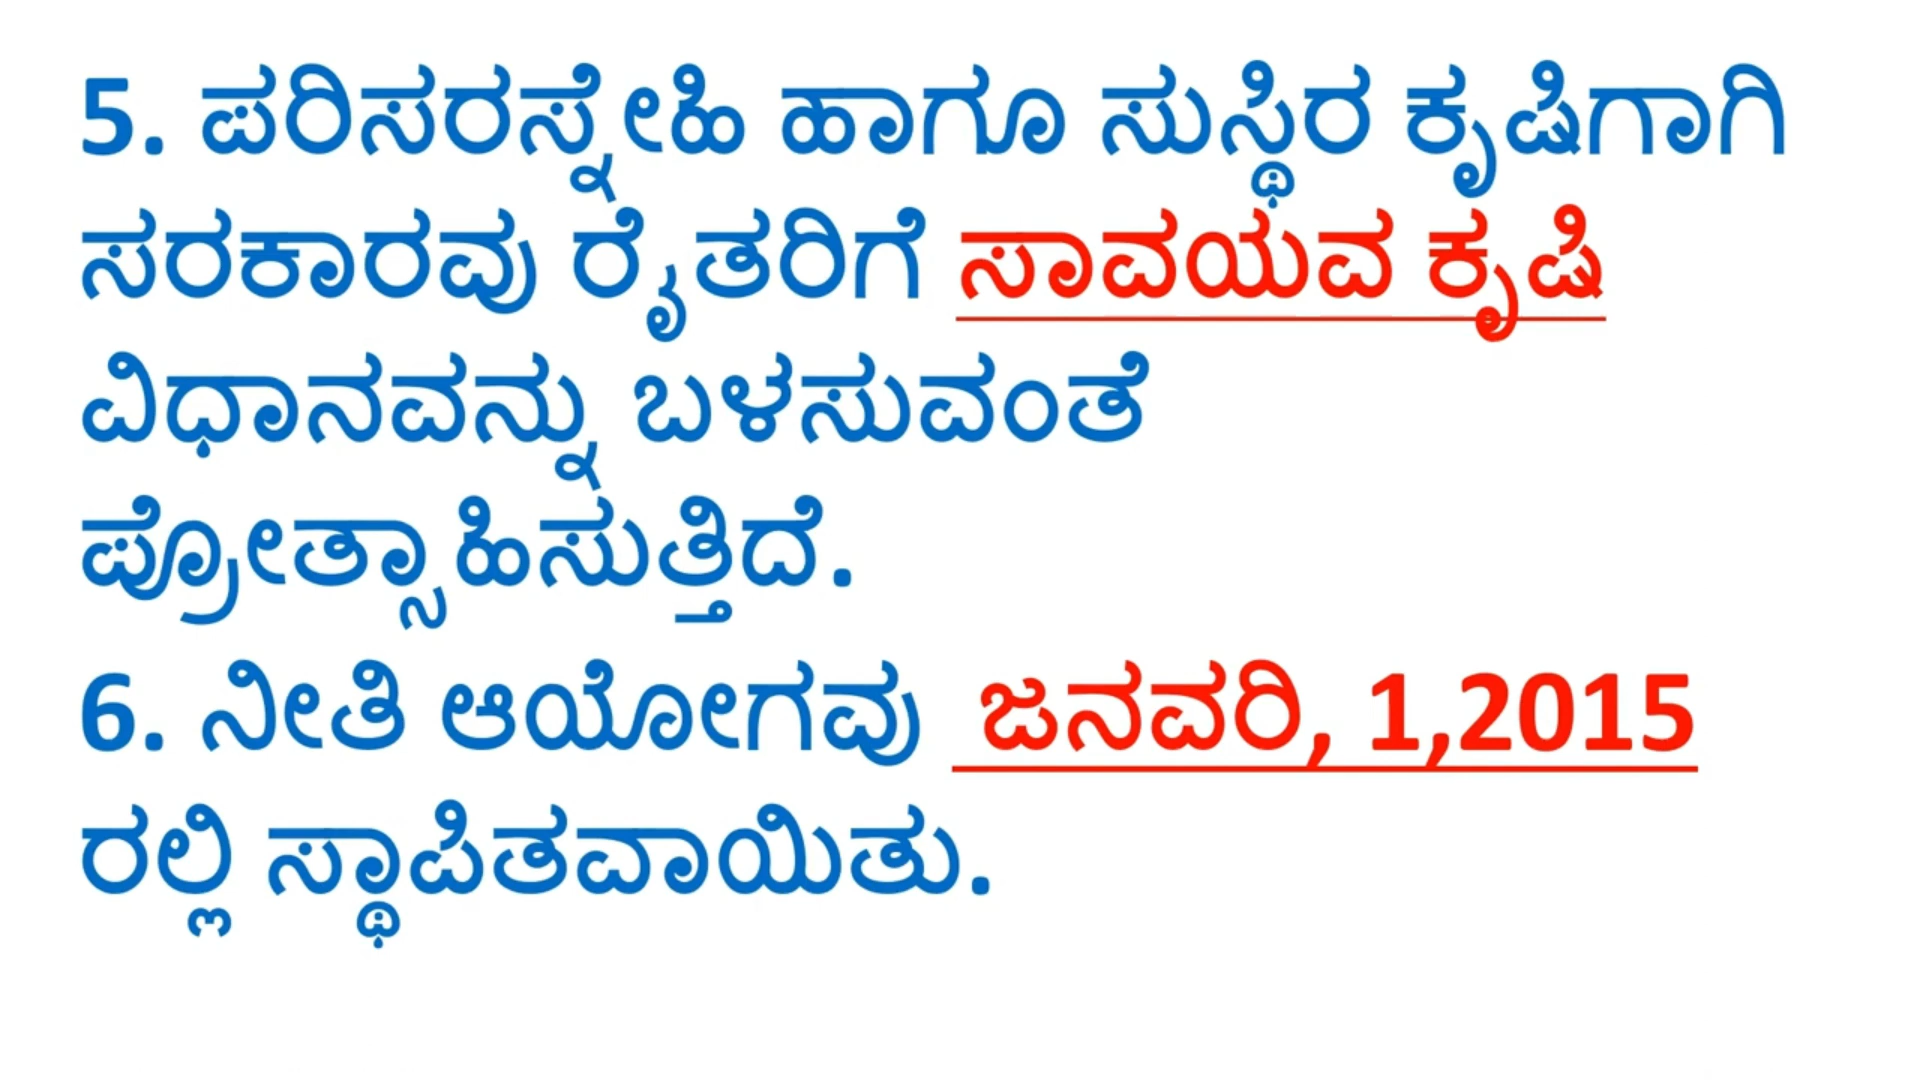 5. ಪರಿಸರಸ್ನೇಹಿ ಹಾಗೂ ಸುಸ್ಥಿರ ಕೃಷಿಗಾಗಿ
ಸರಕಾರವು ರೈತರಿಗೆ ಸಾವಯವ ಕೃಷಿ
ವಿಧಾನವನ್ನು ಬಳಸುವಂತೆ
ಪ್ರೋತ್ಸಾಹಿಸುತ್ತಿದೆ.
6. ನೀತಿ ಆಯೋಗವು ಜನವರಿ, 1,2015
ರಲ್ಲಿ ಸ್ಥಾಪಿತವಾಯಿತು.